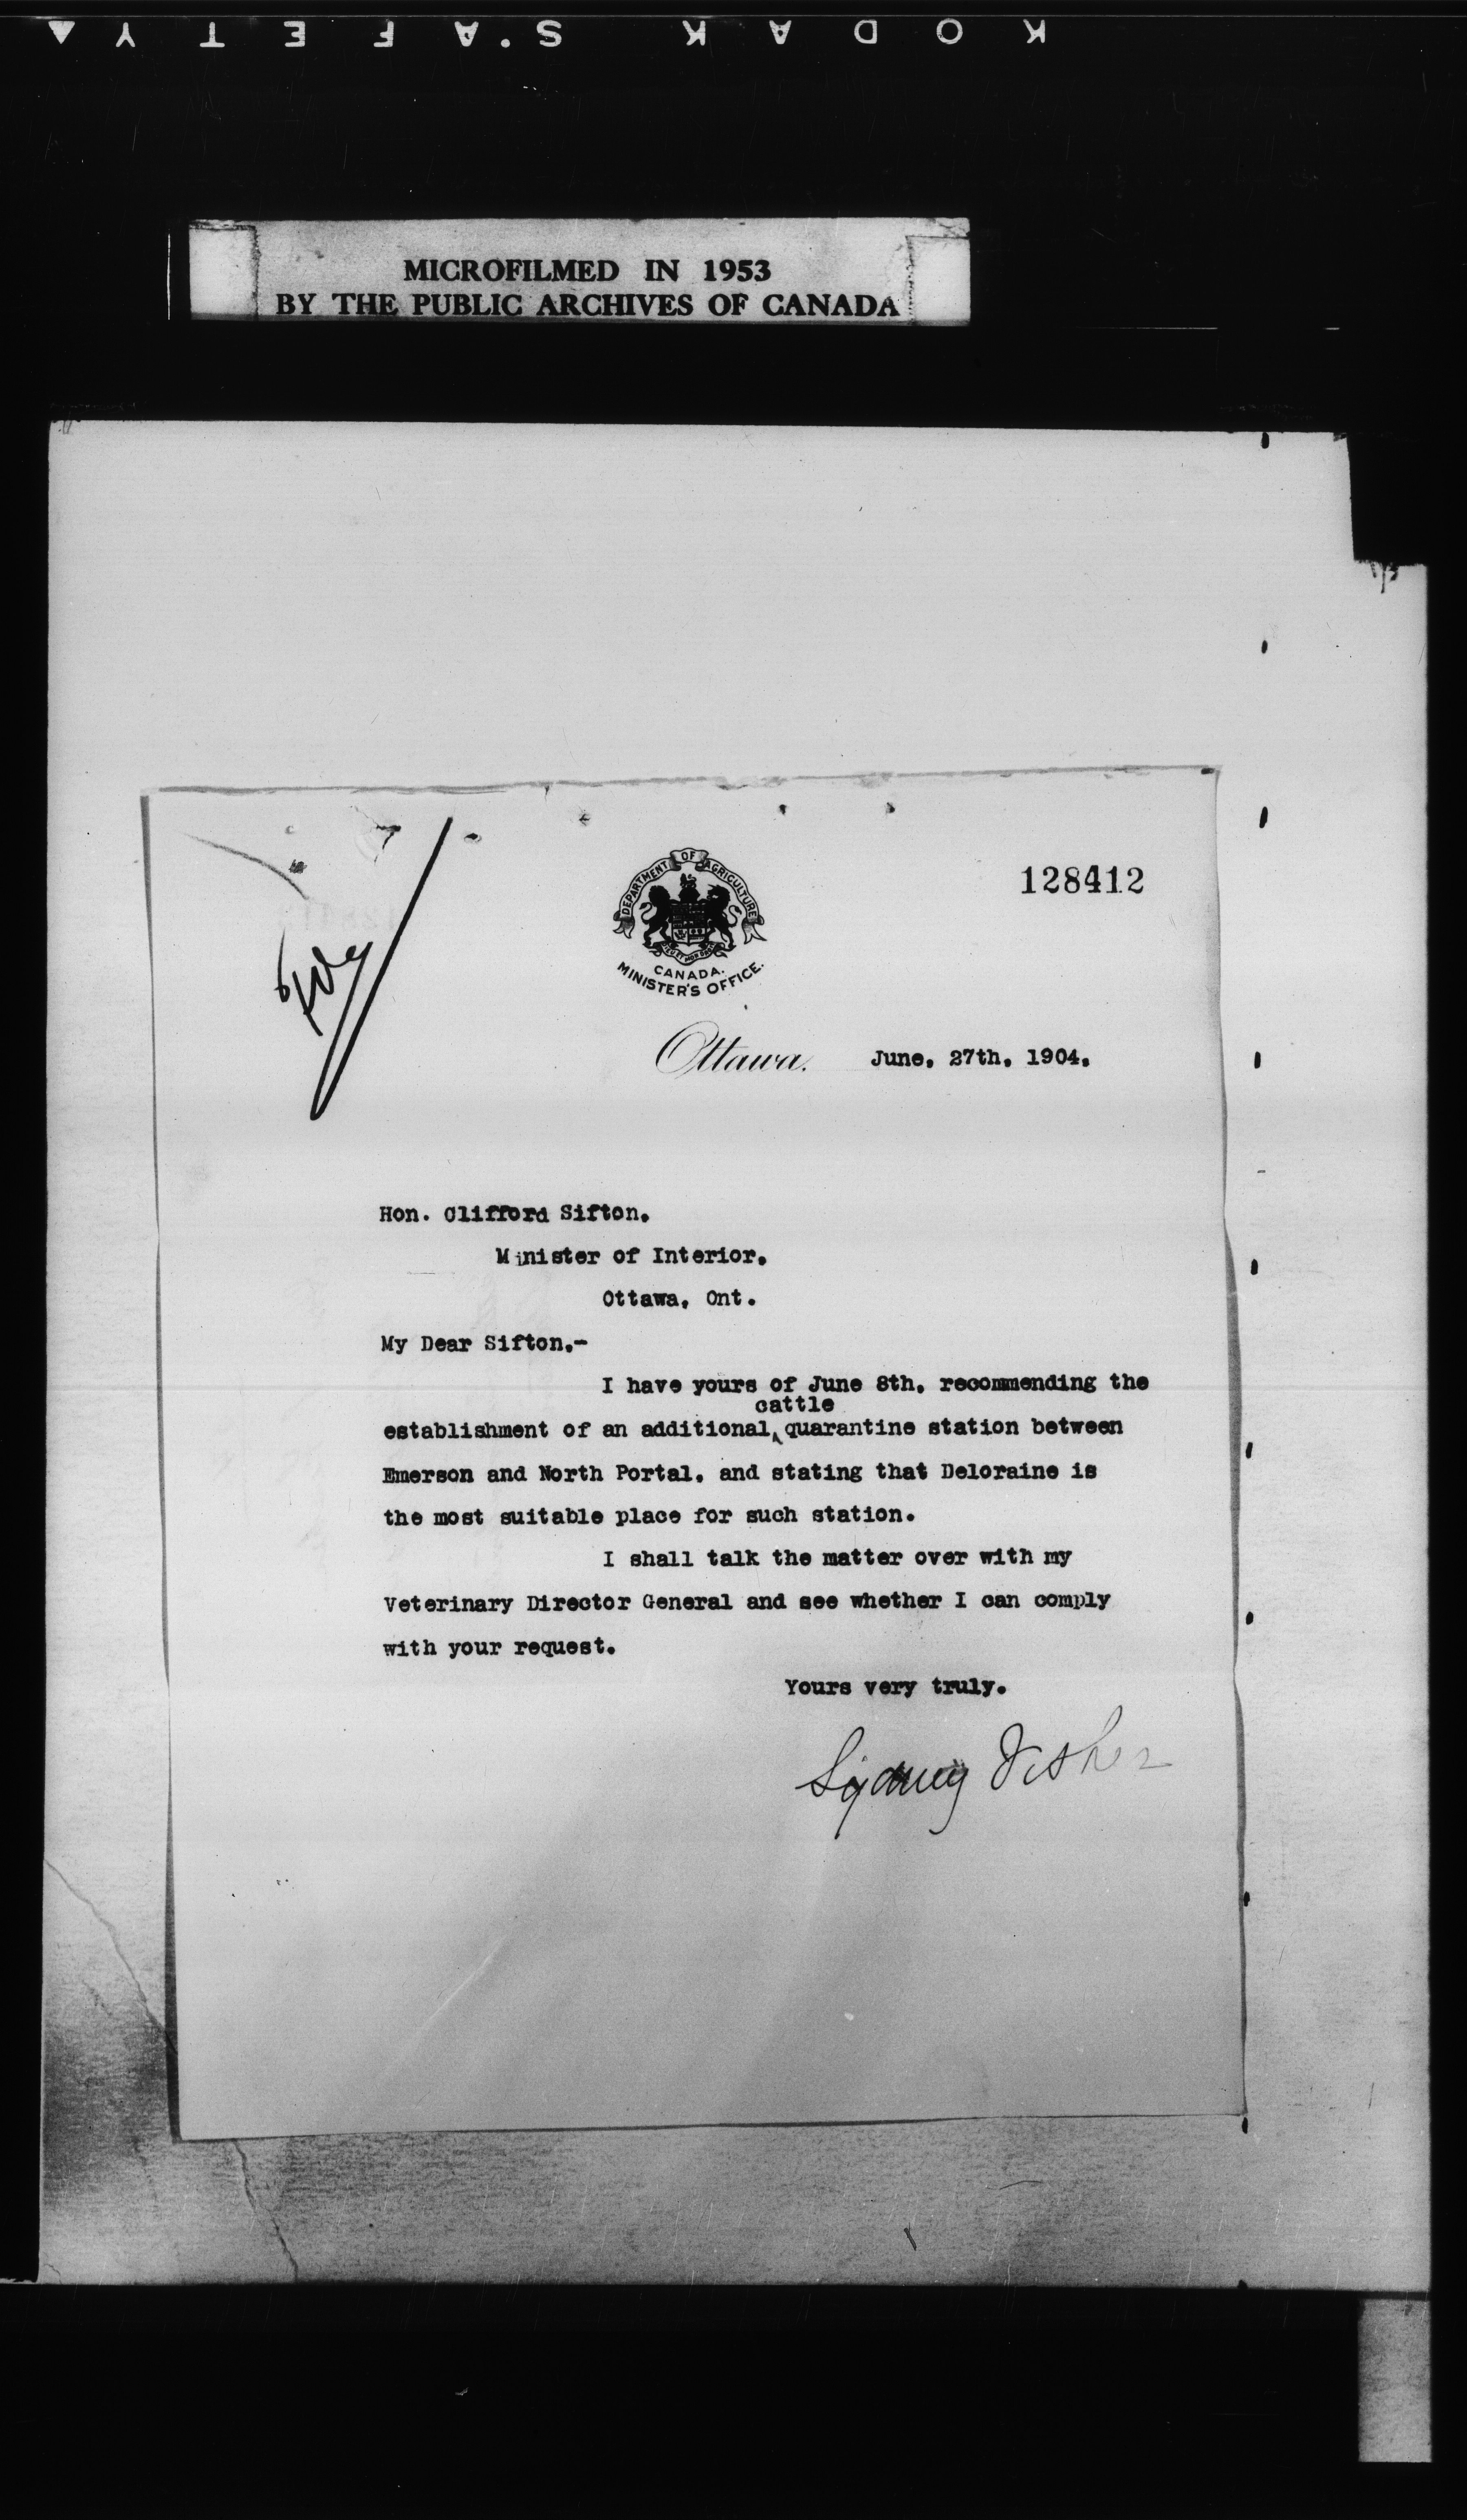 KODAK S'AFETY
MICROFILMED IN 1953
BY THE PUBLIC ARCHIVES OF CANADA
128412
DEPARTMENT OF AGRICULTURE
CANADA.
MINISTER'S OFFICE.
Ottawa. June, 27th, 1904.
Hon. Clifford Sifton,
Minister of Interior,
Ottawa, Ont.
My Dear Sifton,-
I have yours of June 8th, recommending the
cattle
establishment of an additional quarantine station between
Emerson and North Portal, and stating that Deloraine is
the most suitable place for such station.
I shall talk the matter over with my
Veterinary Director General and see whether I can comply
with your request.
Yours very truly.
Sydney Fisher